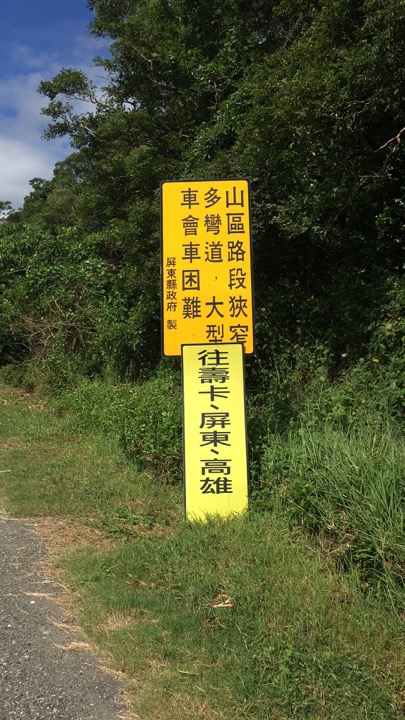 山區路段狹窄
多彎道，大型
車會車困難
屏東縣政府 製
往壽卡、屏東、高雄